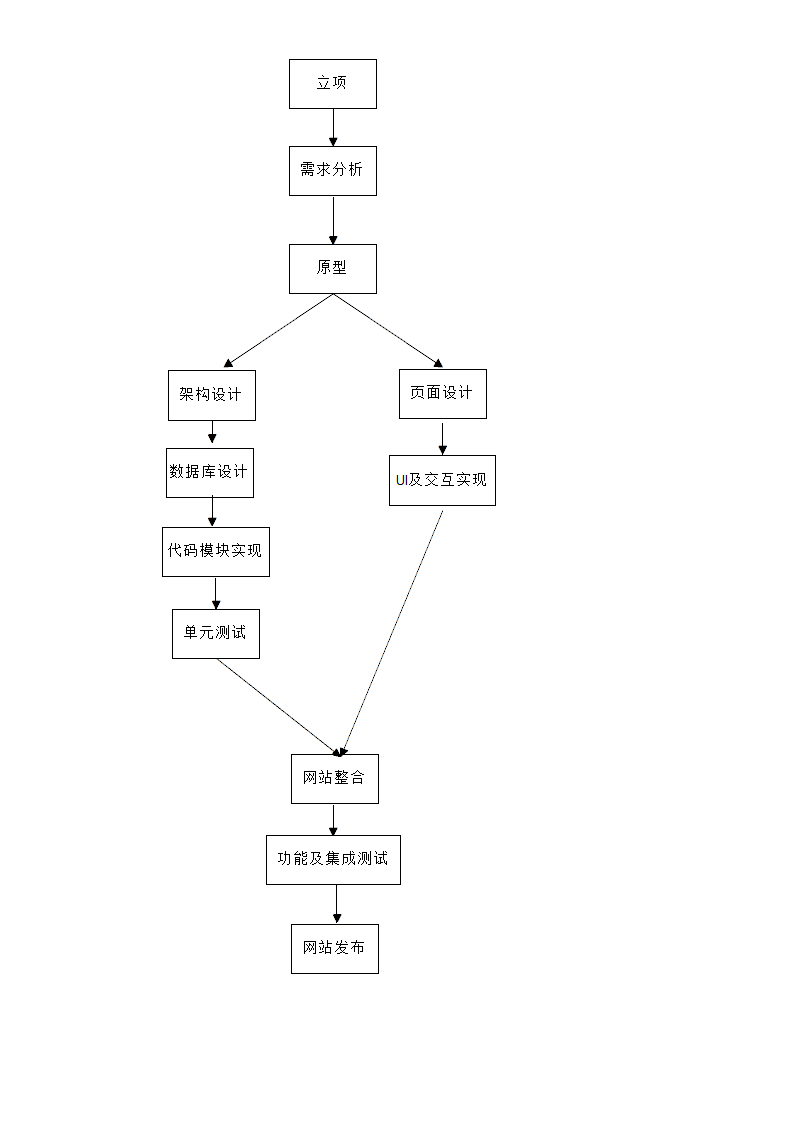 立项
需求分析
原型
架构设计
页面设计
数据库设计
UI及交互实现
代码模块实现
单元测试
网站整合
功能及集成测试
网站发布